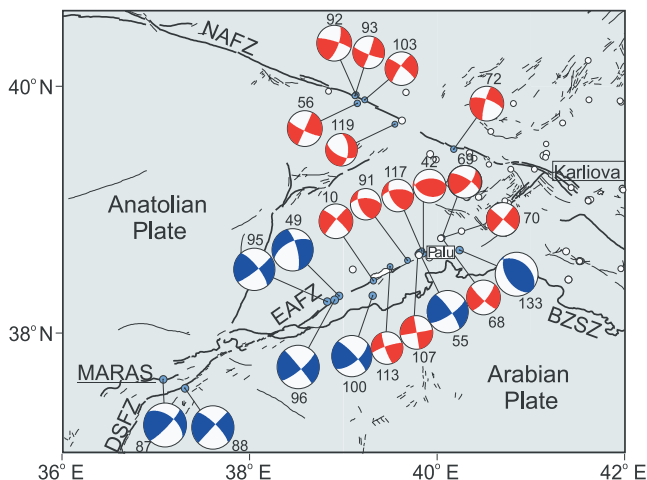 92
93
NAFZ
103
72
40° N
56
119
42
69
117
91
Karliova
10
Anatolian
Plate
49
70
95
Palu
EAFZ
133
BZSZ
38° N
68
55
MARAS
107
113
100
96
Arabian
Plate
DSFZ
87
88
36° E
38° E
40° E
42° E